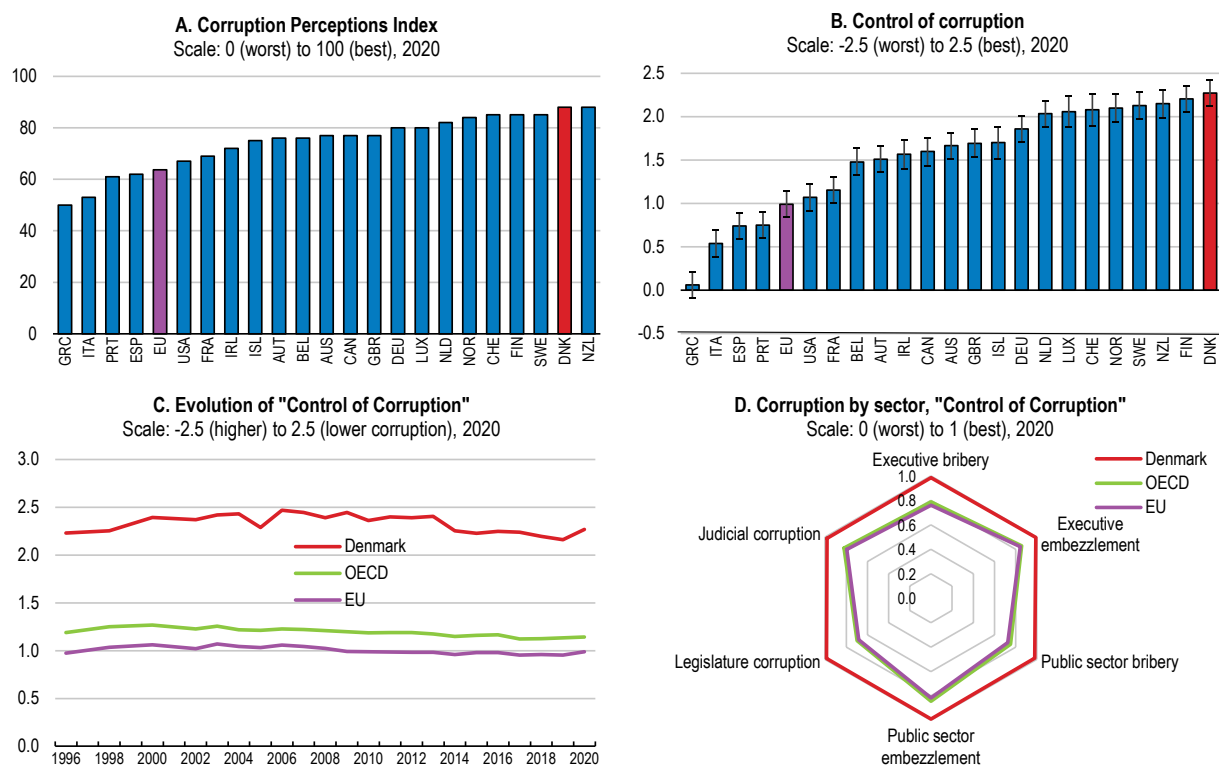 A. Corruption Perceptions Index
Scale: 0 (worst) to 100 (best), 2020
100
80
60
40
20
0
GRC ITA PRT ESP EU USA FRA IRL ISL AUT BEL AUS CAN GBR DEU LUX NLD NOR CHE FIN SWE DNK NZL
B. Control of corruption
Scale: -2.5 (worst) to 2.5 (best), 2020
2.5
2.0
1.5
1.0
0.5
0.0
-0.5
GRC ITA ESP PRT EU USA FRA BEL AUT IRL CAN AUS GBR ISL DEU NLD LUX CHE NOR SWE NZL FIN DNK
C. Evolution of "Control of Corruption"
Scale: -2.5 (higher) to 2.5 (lower corruption), 2020
3.0
2.5
2.0
1.5
1.0
0.5
0.0
Denmark
OECD
EU
1996 1998 2000 2002 2004 2006 2008 2010 2012 2014 2016 2018 2020
D. Corruption by sector, "Control of Corruption"
Scale: 0 (worst) to 1 (best), 2020
Denmark
OECD
EU
Executive bribery
1.0
0.8
0.6
0.4
0.2
0.0
Executive
embezzlement
Public sector bribery
Public sector
embezzlement
Legislature corruption
Judicial corruption